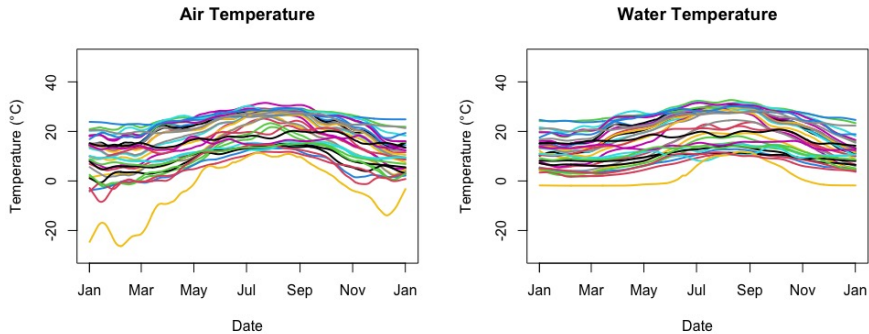 Air Temperature
Temperature (°C)
40
20
0
-20
Jan Mar May Jul Sep Nov Jan
Date
Water Temperature
Temperature (°C)
40
20
0
-20
Jan Mar May Jul Sep Nov Jan
Date